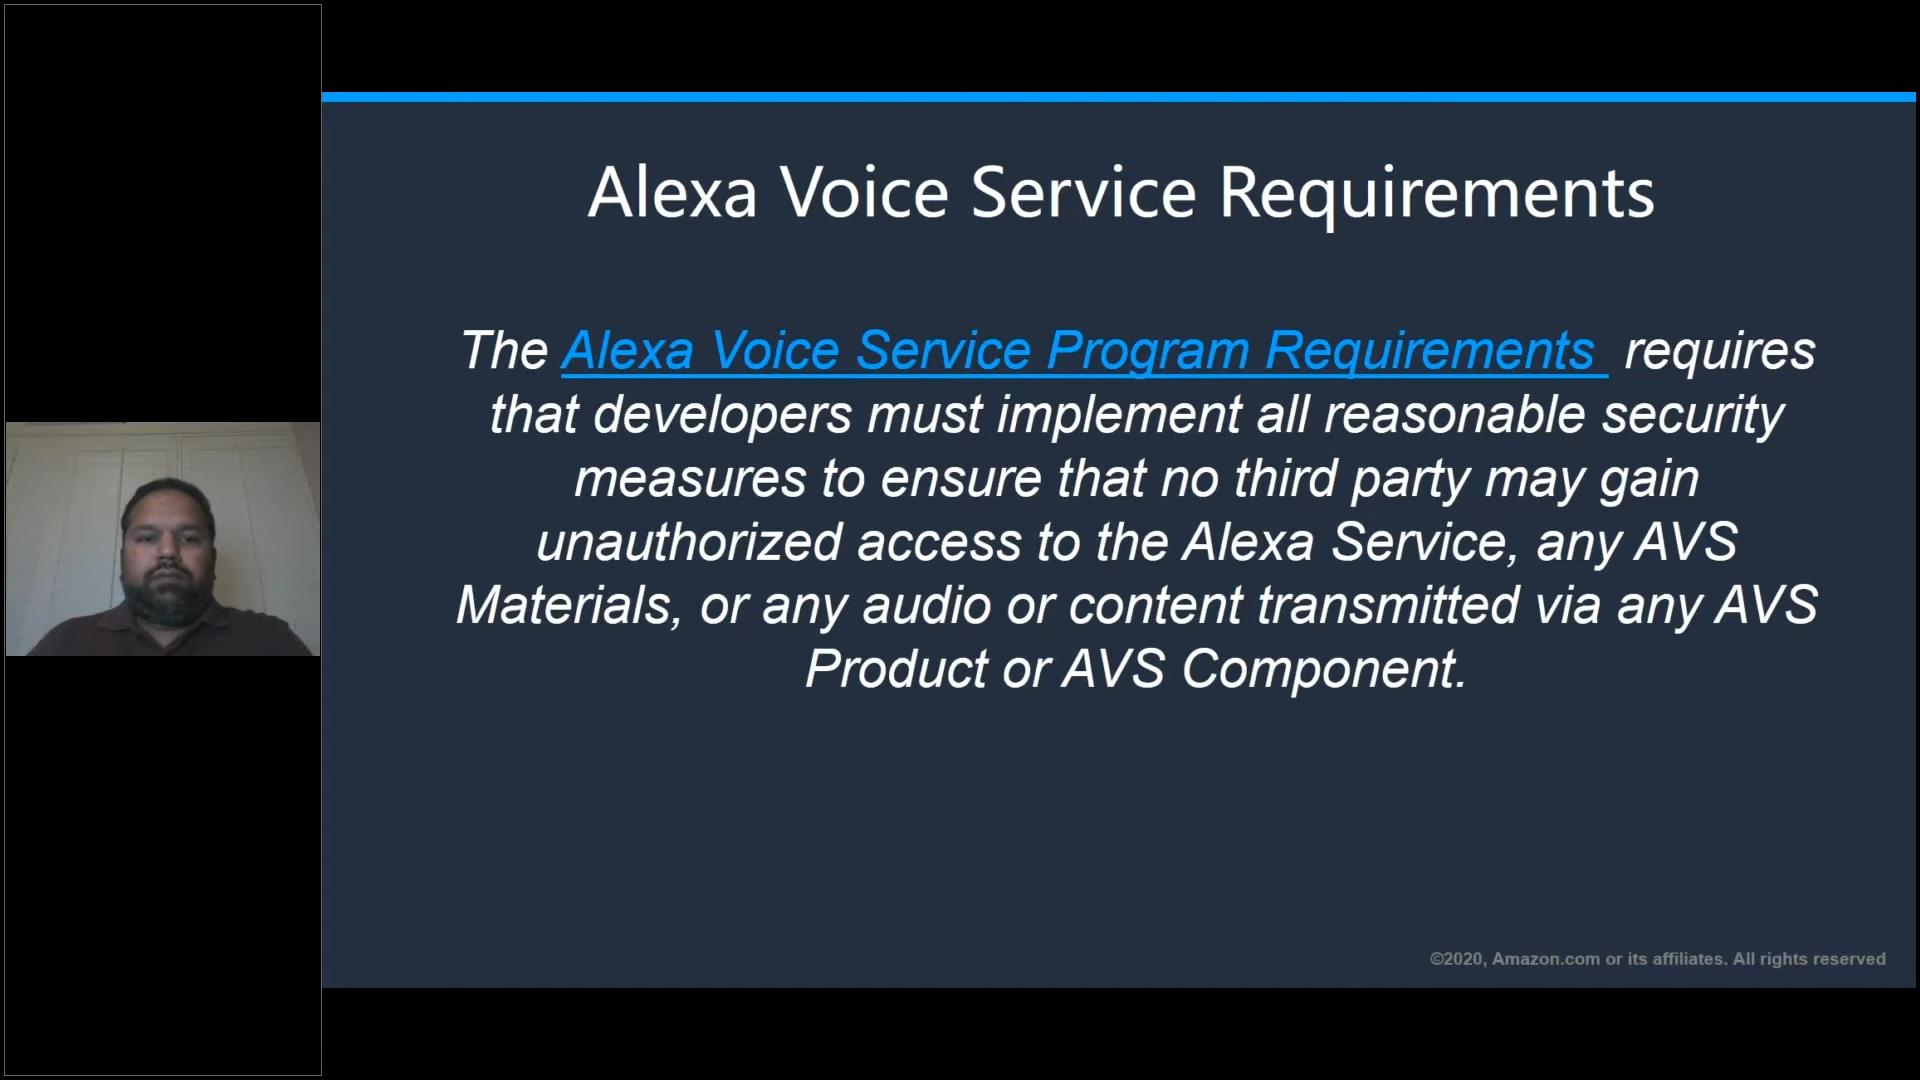 Alexa Voice Service Requirements
The Alexa Voice Service Program Requirements requires
that developers must implement all reasonable security
measures to ensure that no third party may gain
unauthorized access to the Alexa Service, any AVS
Materials, or any audio or content transmitted via any AVS
Product or AVS Component.
©2020, Amazon.com or its affiliates. All rights reserved